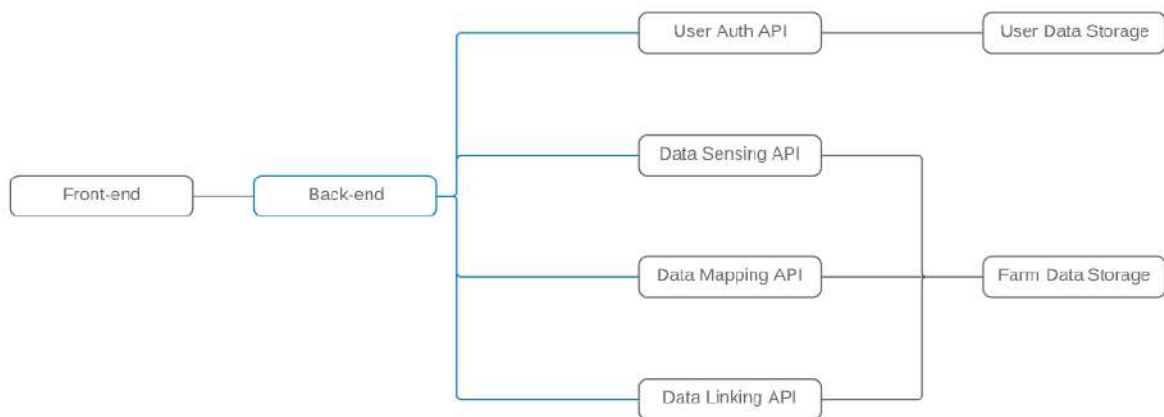 User Auth API
User Data Storage
Data Sensing API
Front-end
Back-end
Data Mapping API
Farm Data Storage
Data Linking API